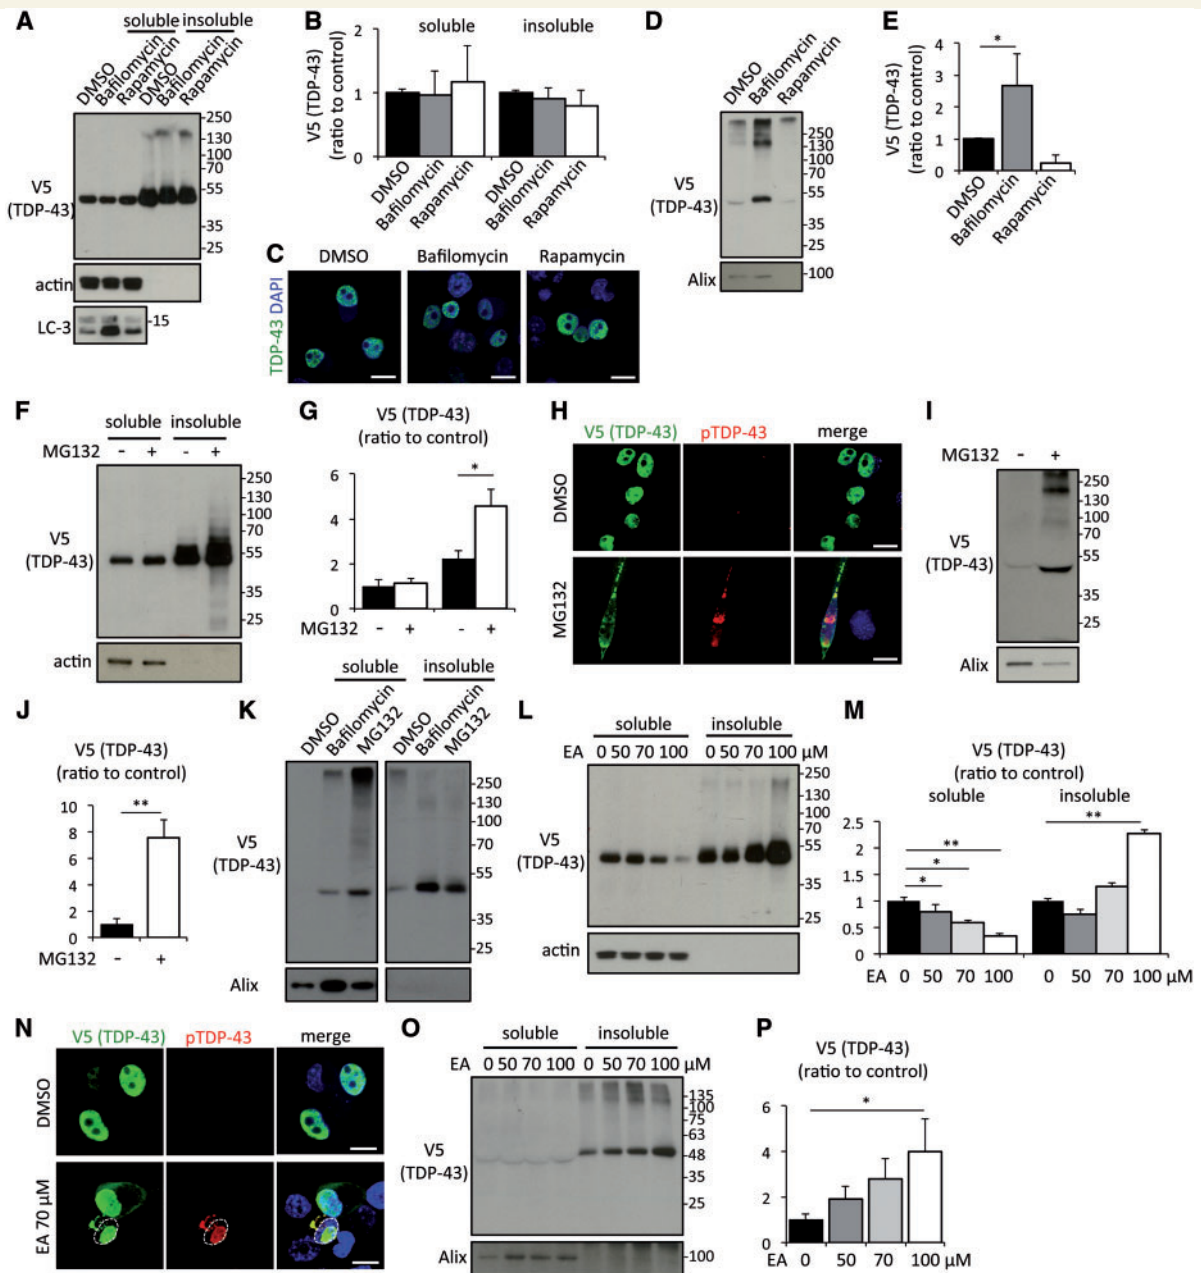 A
soluble insoluble
DMSO
Bafilomycin
Rapamycin
DMSO
Bafilomycin
Rapamycin
250
130
100
70
55
35
25
V5
(TDP-43)
actin
LC-3
15
B
soluble insoluble
V5 (TDP-43)
(ratio to control)
2
1
0
DMSO
Bafilomycin
Rapamycin
DMSO
Bafilomycin
Rapamycin
C
DMSO Bafilomycin Rapamycin
TDP-43 DAPI
D
DMSO
Bafilomycin
Rapamycin
250
130
100
70
55
35
25
V5
(TDP-43)
Alix
100
E
V5 (TDP-43)
(ratio to control)
4
3
2
1
0
*
DMSO
Bafilomycin
Rapamycin
F
soluble insoluble
MG132 - + - +
250
130
100
70
55
35
25
V5
(TDP-43)
actin
G
V5 (TDP-43)
(ratio to control)
6
4
2
0
*
MG132 - + - +
H
V5 (TDP-43) pTDP-43 merge
DMSO
MG132
I
MG132 - +
250
130
100
70
55
35
25
V5
(TDP-43)
Alix
J
V5 (TDP-43)
(ratio to control)
10
8
6
4
2
0
**
MG132 - +
K
soluble insoluble
DMSO
Bafilomycin
MG132
DMSO
Bafilomycin
MG132
250
130
100
70
55
35
25
V5
(TDP-43)
Alix
L
soluble insoluble
EA 0 50 70 100 0 50 70 100 µM
250
130
100
70
55
35
25
V5
(TDP-43)
actin
M
V5 (TDP-43)
(ratio to control)
soluble insoluble
2.5
2
1.5
1
0.5
0
**
*
*
**
EA 0 50 70 100 0 50 70 100 µM
N
V5 (TDP-43) pTDP-43 merge
DMSO
EA 70 µM
O
soluble insoluble
EA 0 50 70 100 0 50 70 100 µM
135
100
75
63
48
35
25
V5
(TDP-43)
Alix
100
P
V5 (TDP-43)
(ratio to control)
6
4
2
0
*
EA 0 50 70 100 µM